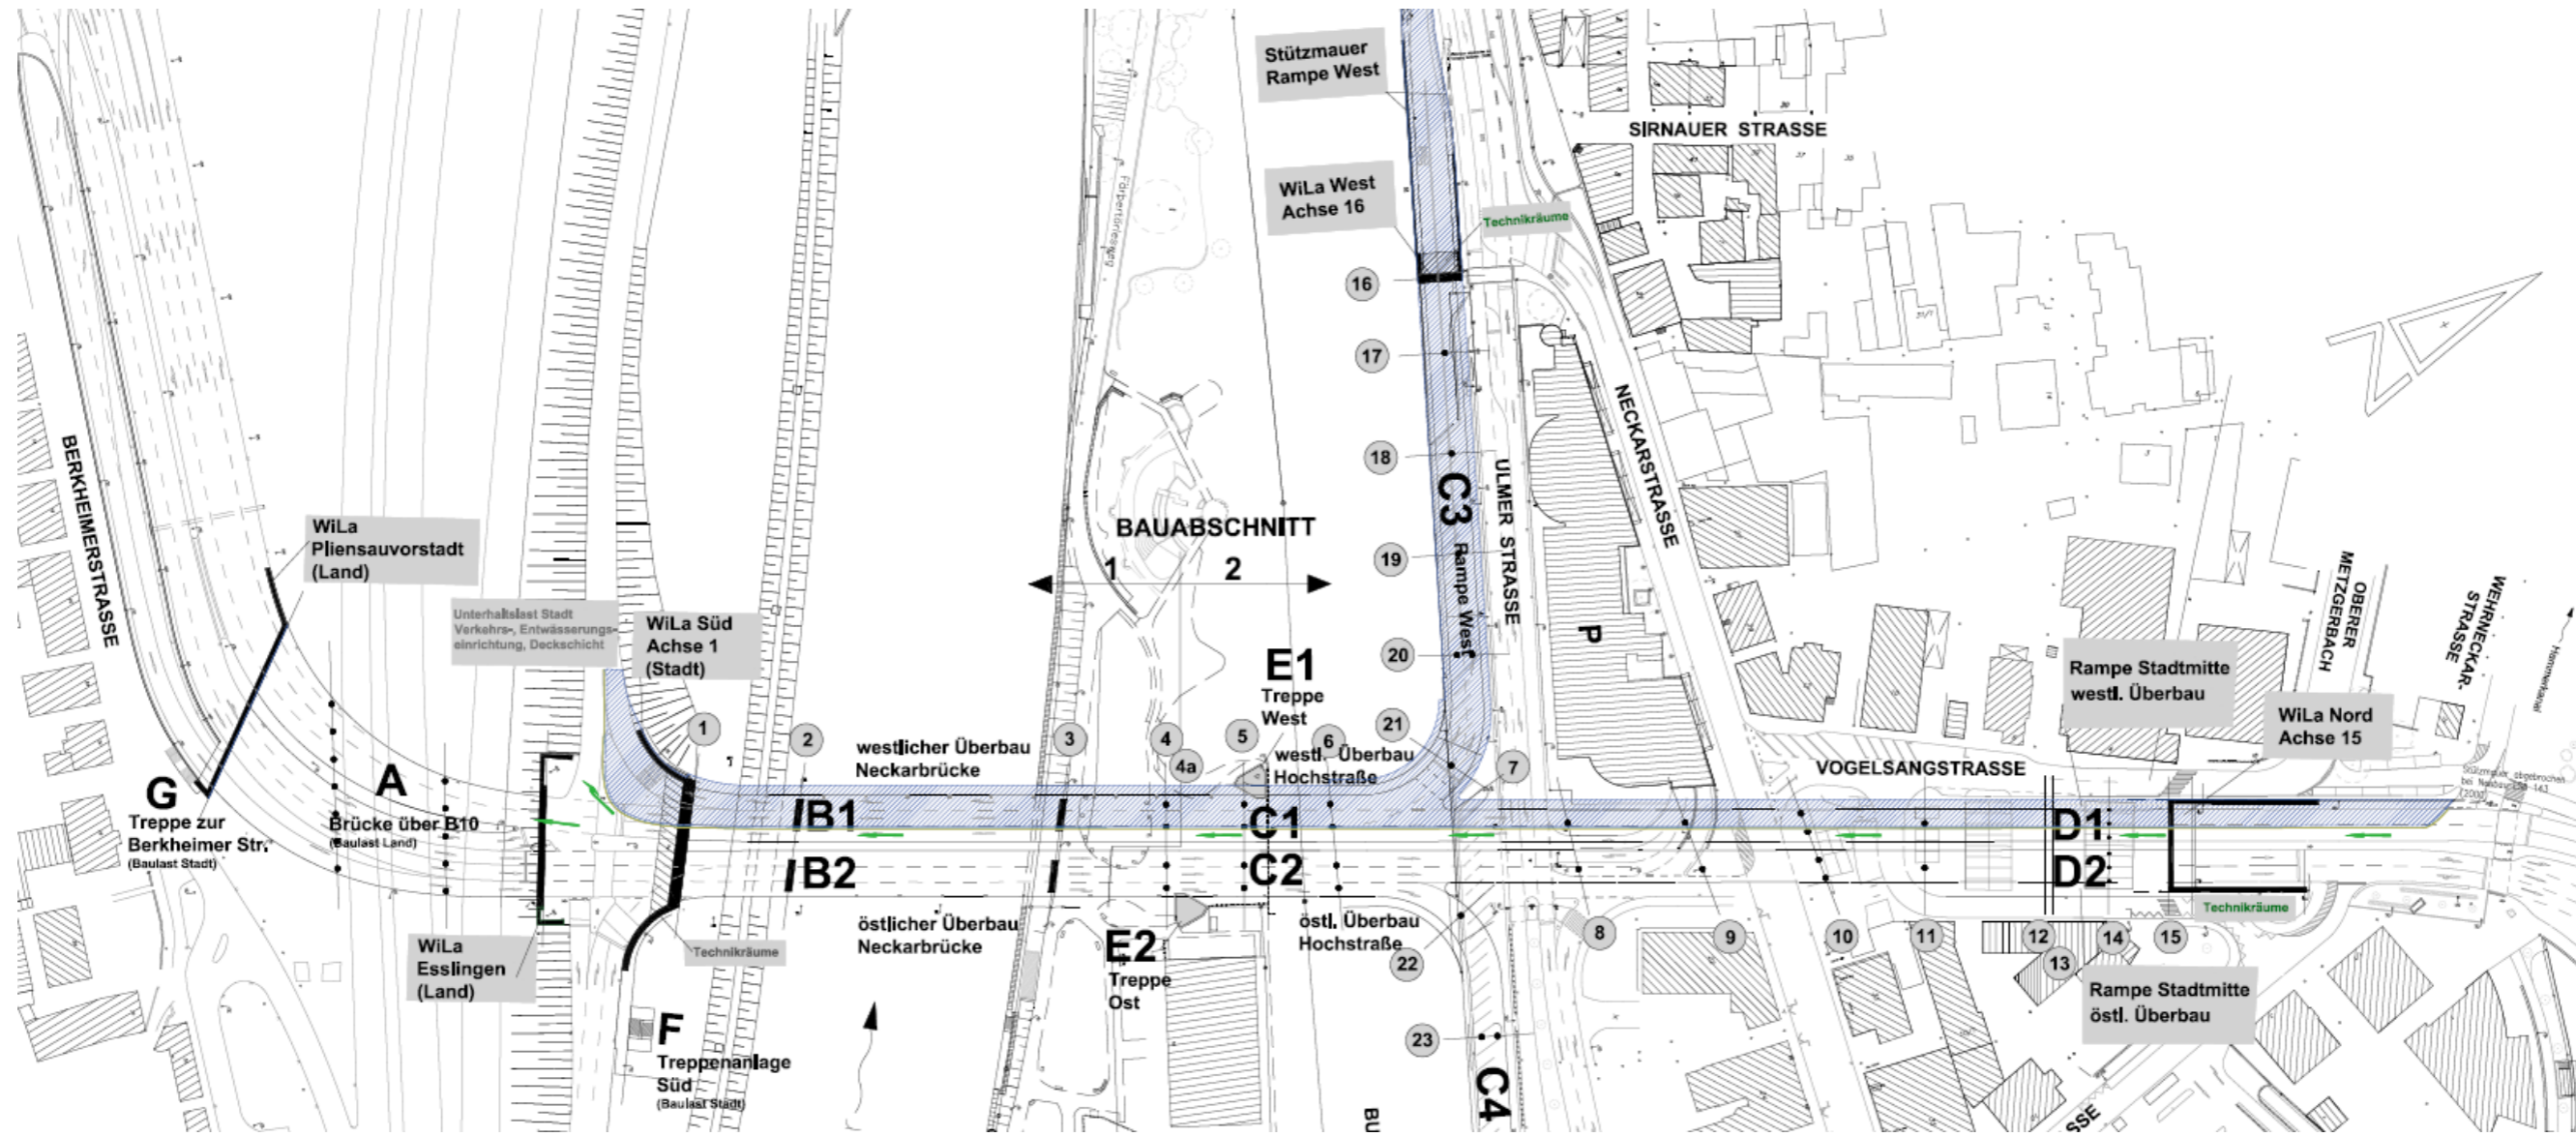 Stützmauer
Rampe West
SIRNAUER STRASSE
WiLa West
Achse 16
Technikräume
16
17
18
19
20
21
C3
Rampe West
ULMER STRASSE
NECKARSTRASSE
P
BERKHEIMERSTRASSE
WiLa
Pliensauvorstadt
(Land)
BAUABSCHNITT
1
2
Unterhaltslast Stadt
Verkehrs-, Entwässerungs-
einrichtung, Deckschicht
WiLa Süd
Achse 1
(Stadt)
OBERER
METZGERBACH
WEHRNECKAR-
STRASSE
Hammerkanal
Rampe Stadtmitte
westl. Überbau
WiLa Nord
Achse 15
E1
Treppe
West
1
2
3
4
4a
5
6
7
westlicher Überbau
Neckarbrücke
westl. Überbau
Hochstraße
VOGELSANGSTRASSE
G
Treppe zur
Berkheimer Str.
(Baulast Stadt)
A
Brücke über B10
(Baulast Land)
B1
B2
C1
C2
D1
D2
östlicher Überbau
Neckarbrücke
östl. Überbau
Hochstraße
Technikräume
WiLa
Esslingen
(Land)
Technikräume
E2
Treppe
Ost
22
8
9
10
11
12
13
14
15
Rampe Stadtmitte
östl. Überbau
F
Treppenanlage
Süd
(Baulast Stadt)
23
C4
BU
SSE